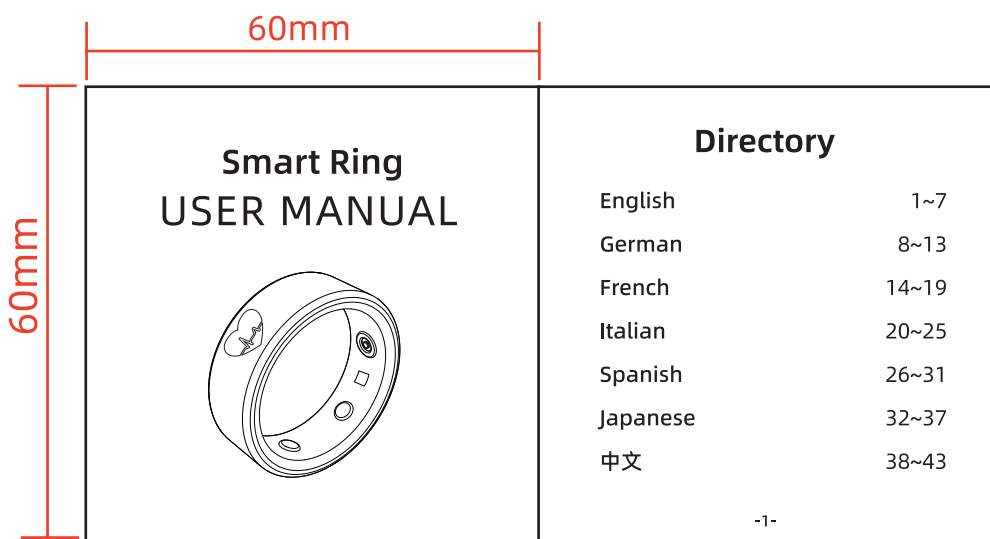 60mm
60mm
Smart Ring
USER MANUAL
Directory
English 1~7
German 8~13
French 14~19
Italian 20~25
Spanish 26~31
Japanese 32~37
中文 38~43
-1-